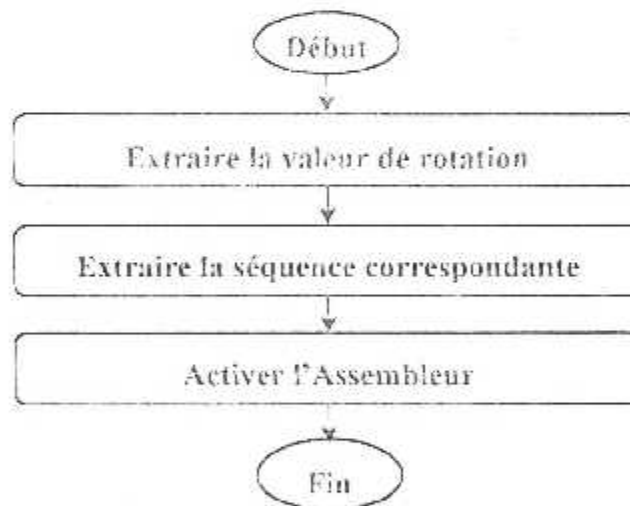 Début
Extraire la valeur de rotation
Extraire la séquence correspondante
Activer l'Assembleur
Fin